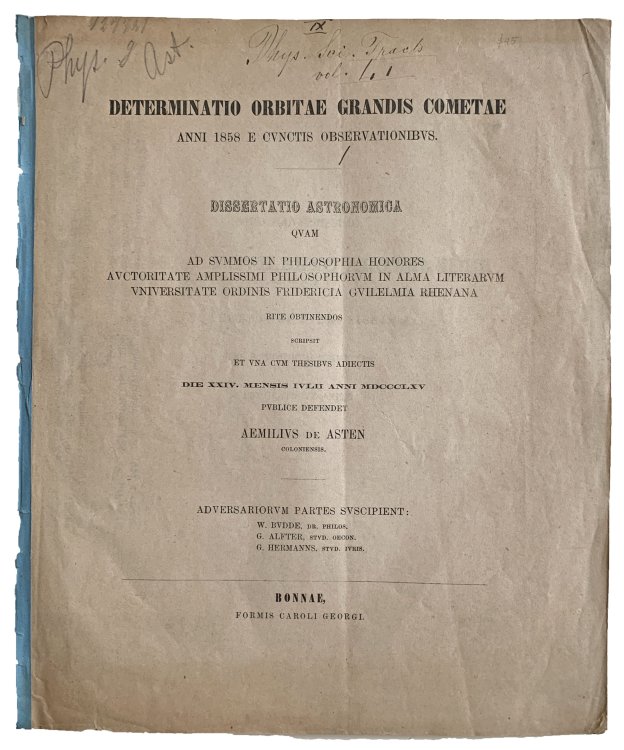 IX
Phys. & Ast.
Phys. Sci. Tracts
vol. 1, 1
$45
DETERMINATIO ORBITAE GRANDIS COMETAE
ANNI 1858 E CVNCTIS OBSERVATIONIBVS.
DISSERTATIO ASTRONOMICA
QVAM
AD SVMMOS IN PHILOSOPHIA HONORES
AVCTORITATE AMPLISSIMI PHILOSOPHORVM IN ALMA LITERARVM
VNIVERSITATE ORDINIS FRIDERICIA GVILELMIA RHENANA
RITE OBTINENDOS
SCRIPSIT
ET VNA CVM THESIBVS ADIECTIS
DIE XXIV. MENSIS IVLII ANNI MDCCCLXV
PVBLICE DEFENDET
AEMILIVS DE ASTEN
COLONIENSIS.
ADVERSARIORVM PARTES SVSCIPIENT:
W. BVDDE, DR. PHILOS.
G. ALFTER, STVD. OECON.
G. HERMANNS, STVD. IVRIS.
BONNAE,
FORMIS CAROLI GEORGI.